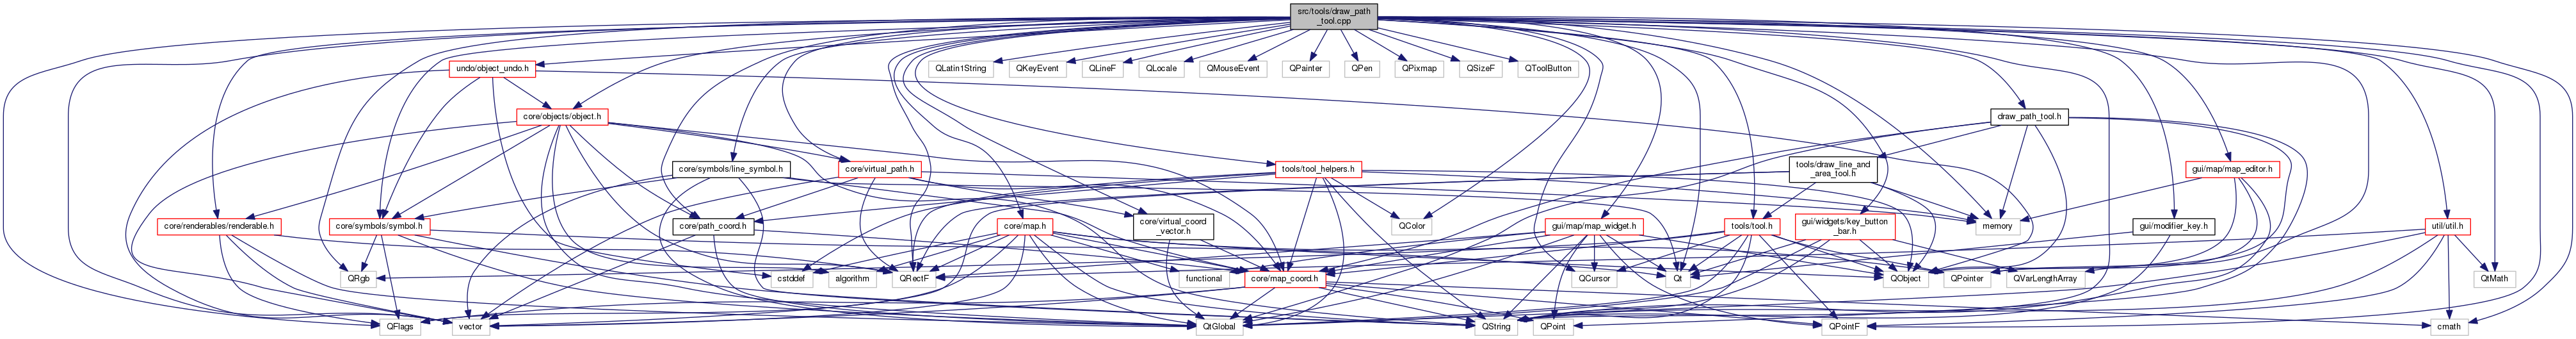 src/tools/draw_path
_tool.cpp
undo/object_undo.h
QLatin1String
QKeyEvent
QLineF
QLocale
QMouseEvent
QPainter
QPen
QPixmap
QSizeF
QToolButton
core/objects/object.h
draw_path_tool.h
core/symbols/line_symbol.h
core/virtual_path.h
tools/tool_helpers.h
tools/draw_line_and
_area_tool.h
gui/map/map_editor.h
core/renderables/renderable.h
core/symbols/symbol.h
core/path_coord.h
core/virtual_coord
_vector.h
core/map.h
QColor
gui/map/map_widget.h
tools/tool.h
gui/widgets/key_button
_bar.h
memory
gui/modifier_key.h
util/util.h
QRgb
cstddef
algorithm
QRectF
functional
core/map_coord.h
QCursor
Qt
QObject
QPointer
QVarLengthArray
QtMath
QFlags
vector
QtGlobal
QString
QPoint
QPointF
cmath